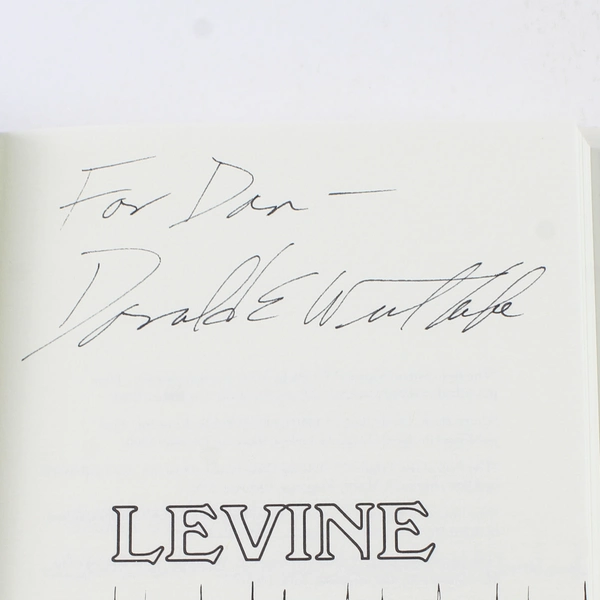 For Dan —
Donald E Westlake
LEVINE